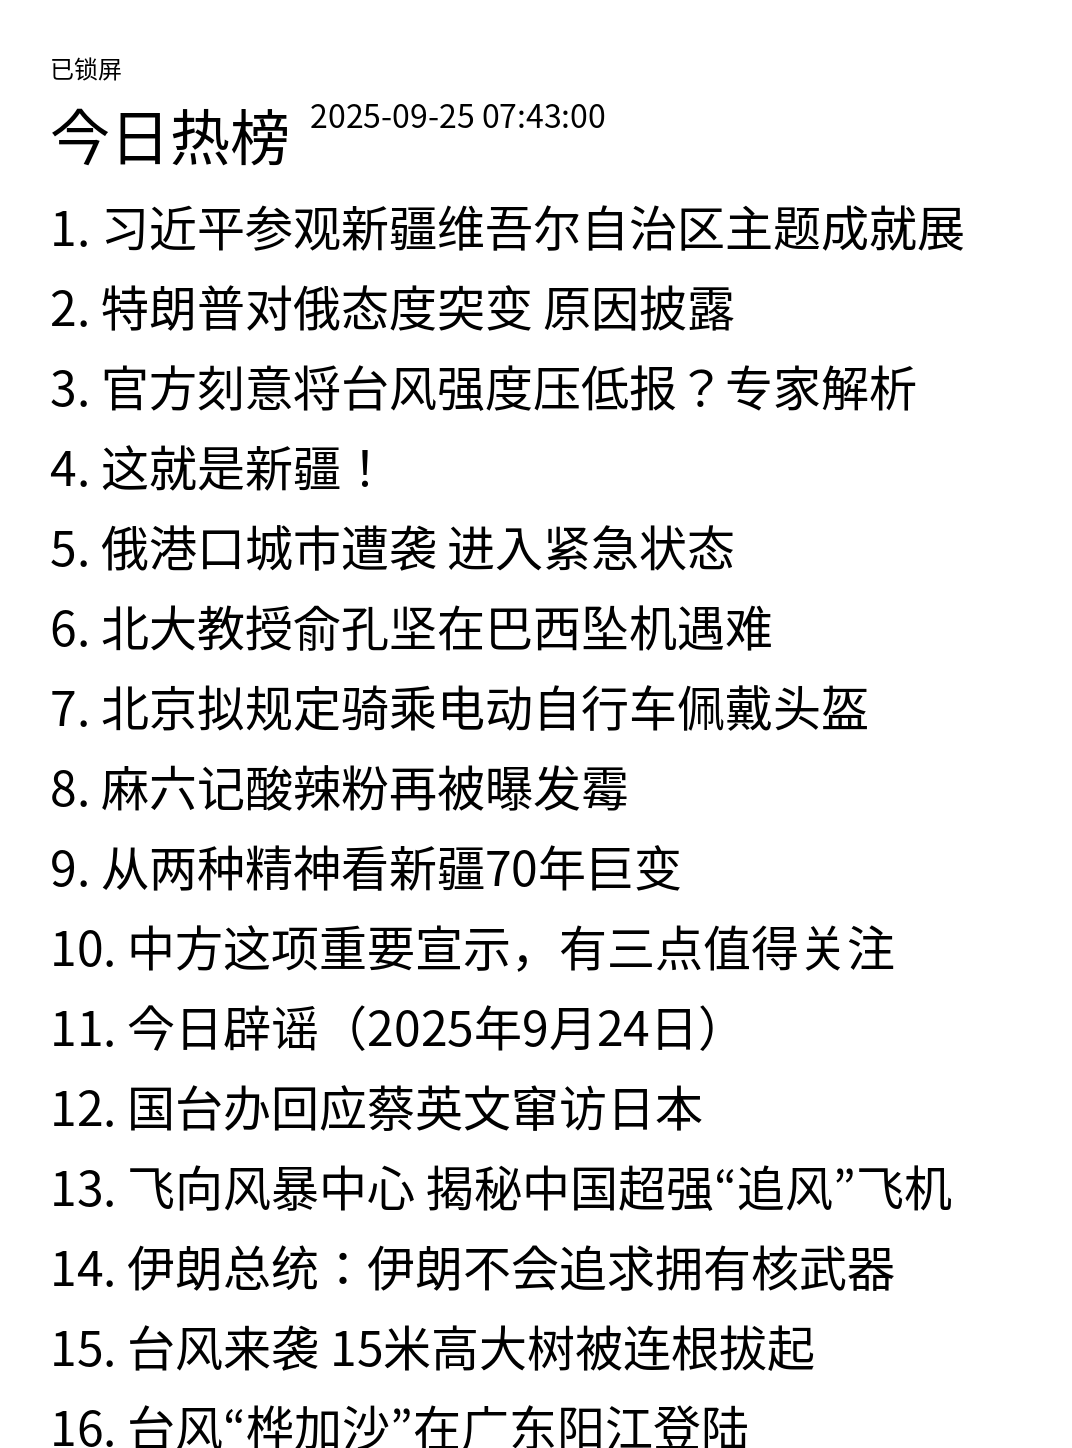 已锁屏
今日热榜 2025-09-25 07:43:00
1. 习近平参观新疆维吾尔自治区主题成就展
2. 特朗普对俄态度突变 原因披露
3. 官方刻意将台风强度压低报？专家解析
4. 这就是新疆！
5. 俄港口城市遭袭 进入紧急状态
6. 北大教授俞孔坚在巴西坠机遇难
7. 北京拟规定骑乘电动自行车佩戴头盔
8. 麻六记酸辣粉再被曝发霉
9. 从两种精神看新疆70年巨变
10. 中方这项重要宣示，有三点值得关注
11. 今日辟谣（2025年9月24日）
12. 国台办回应蔡英文窜访日本
13. 飞向风暴中心 揭秘中国超强“追风”飞机
14. 伊朗总统：伊朗不会追求拥有核武器
15. 台风来袭 15米高大树被连根拔起
16. 台风“桦加沙”在广东阳江登陆